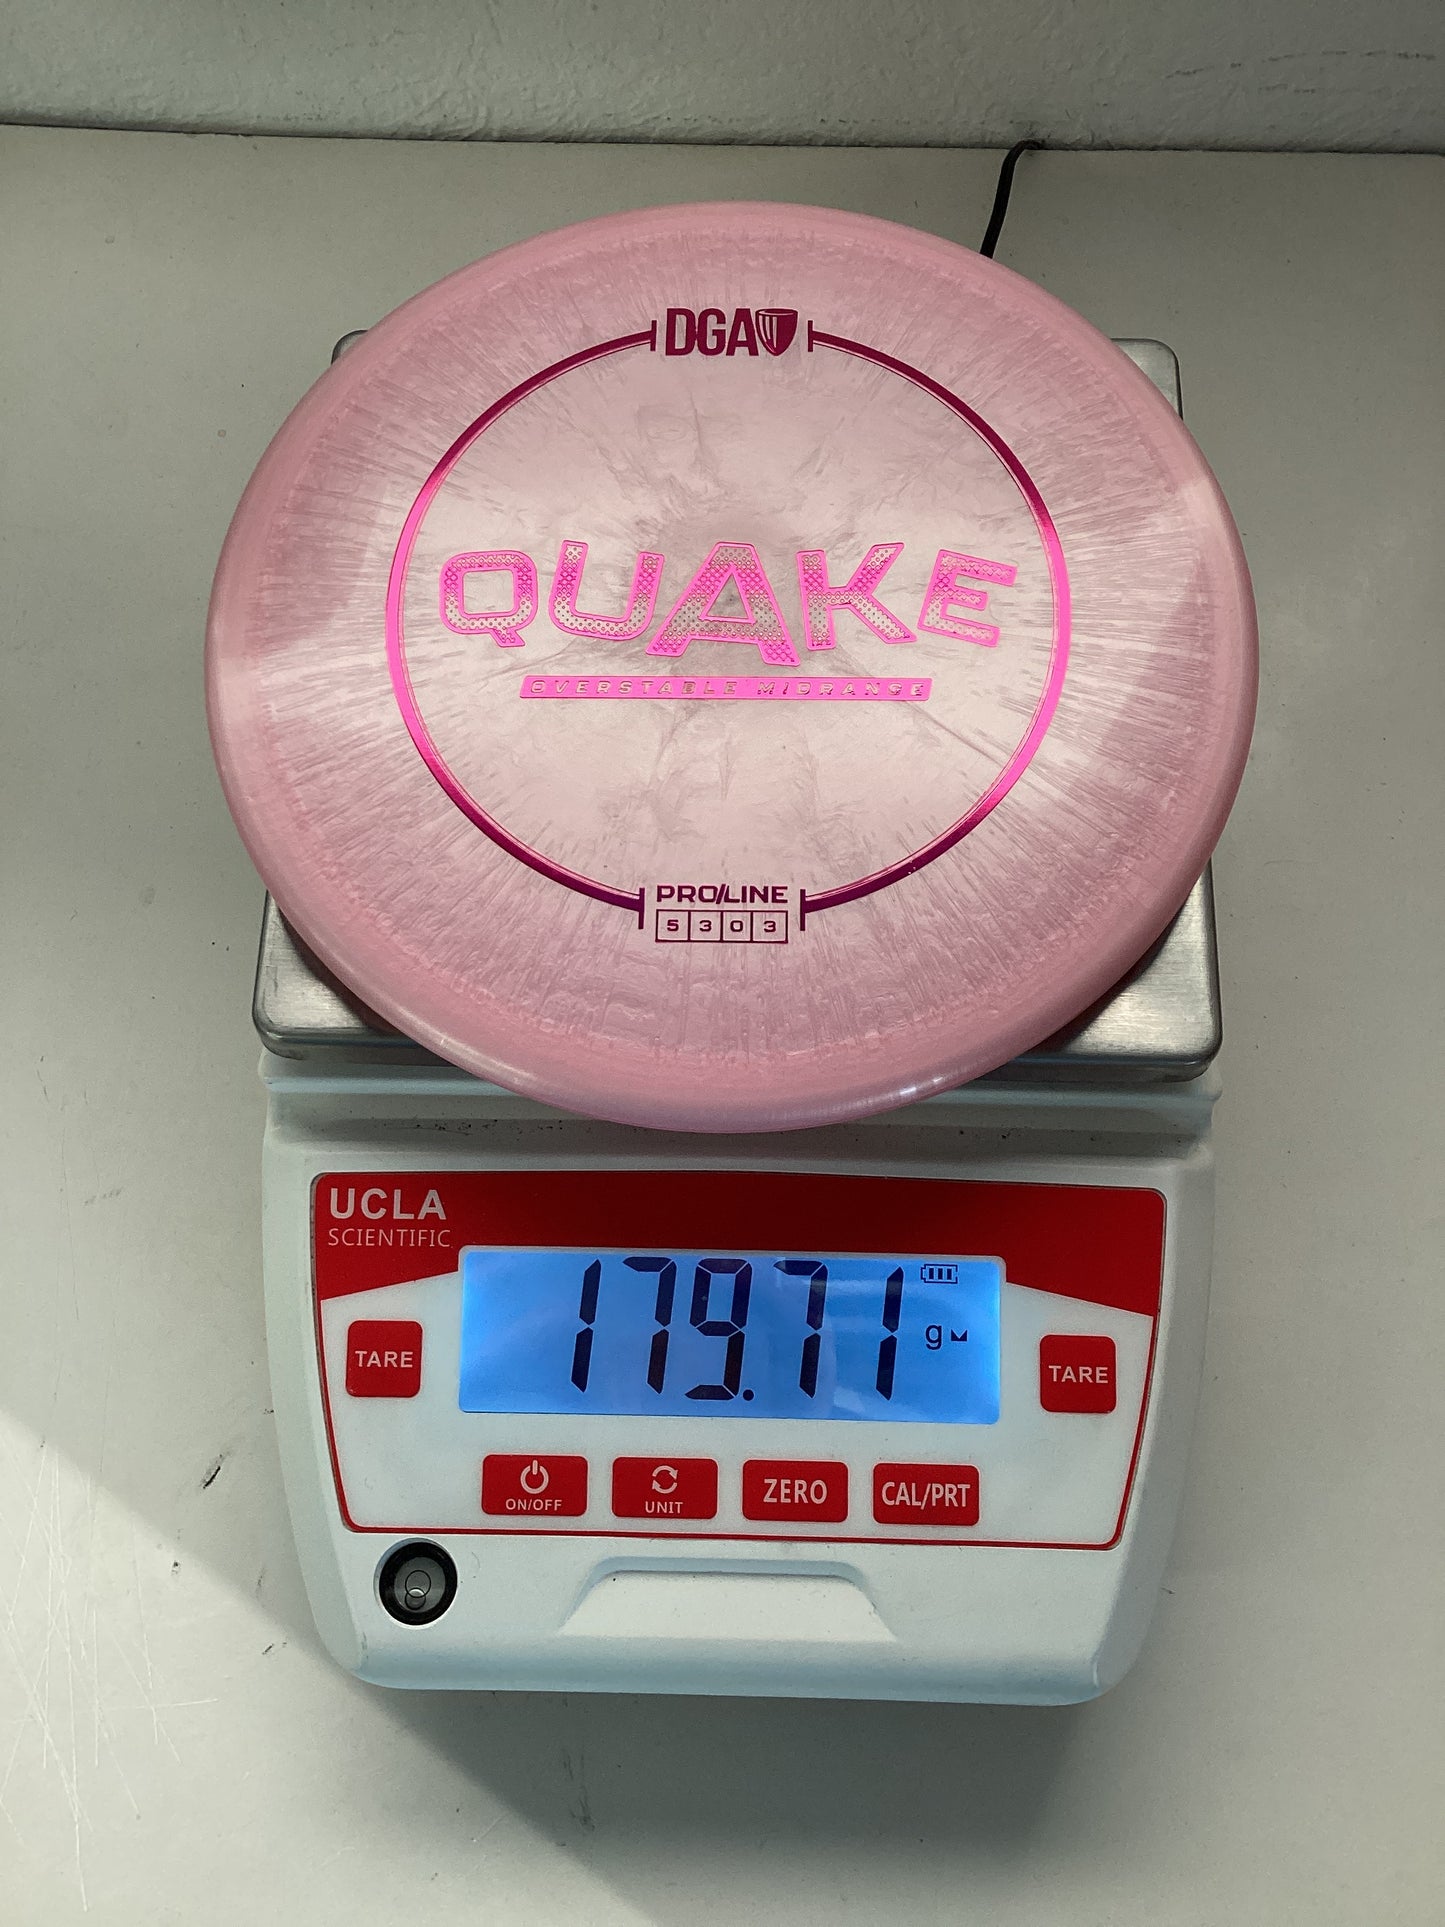 DGA
QUAKE
OVERSTABLE MIDRANGE
PRO/LINE
5 3 0 3
UCLA
SCIENTIFIC
179.71 g
TARE
TARE
ON/OFF
UNIT
ZERO
CAL/PRT